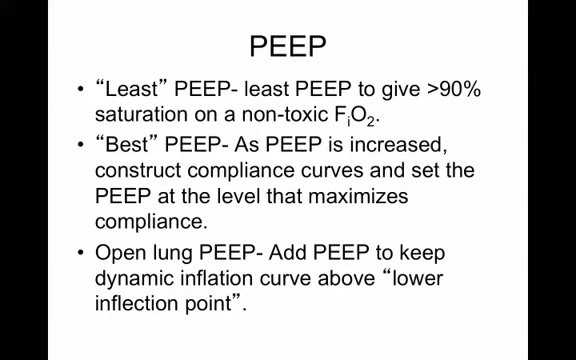 PEEP
• “Least” PEEP- least PEEP to give >90%
saturation on a non-toxic FiO2.
• “Best” PEEP- As PEEP is increased,
construct compliance curves and set the
PEEP at the level that maximizes
compliance.
• Open lung PEEP- Add PEEP to keep
dynamic inflation curve above “lower
inflection point”.